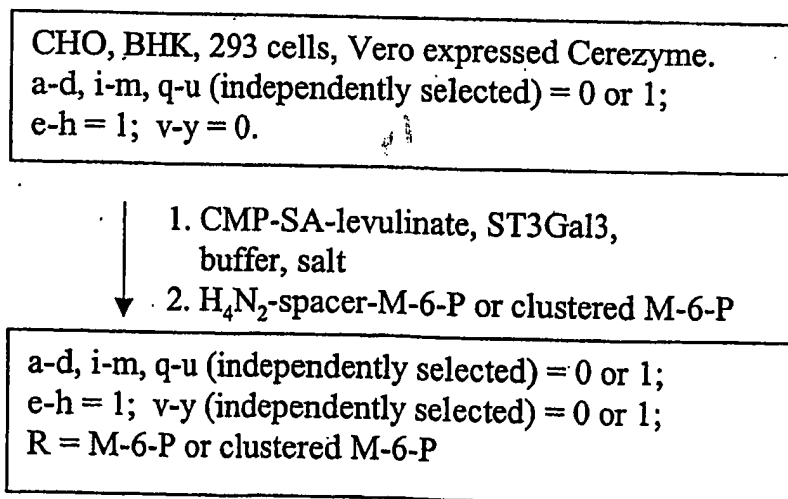 CHO, BHK, 293 cells, Vero expressed Cerezyme.
a-d, i-m, q-u (independently selected) = 0 or 1;
e-h = 1; v-y = 0.
1. CMP-SA-levulinate, ST3Gal3,
buffer, salt
2. H₄N₂-spacer-M-6-P or clustered M-6-P
a-d, i-m, q-u (independently selected) = 0 or 1;
e-h = 1; v-y (independently selected) = 0 or 1;
R = M-6-P or clustered M-6-P